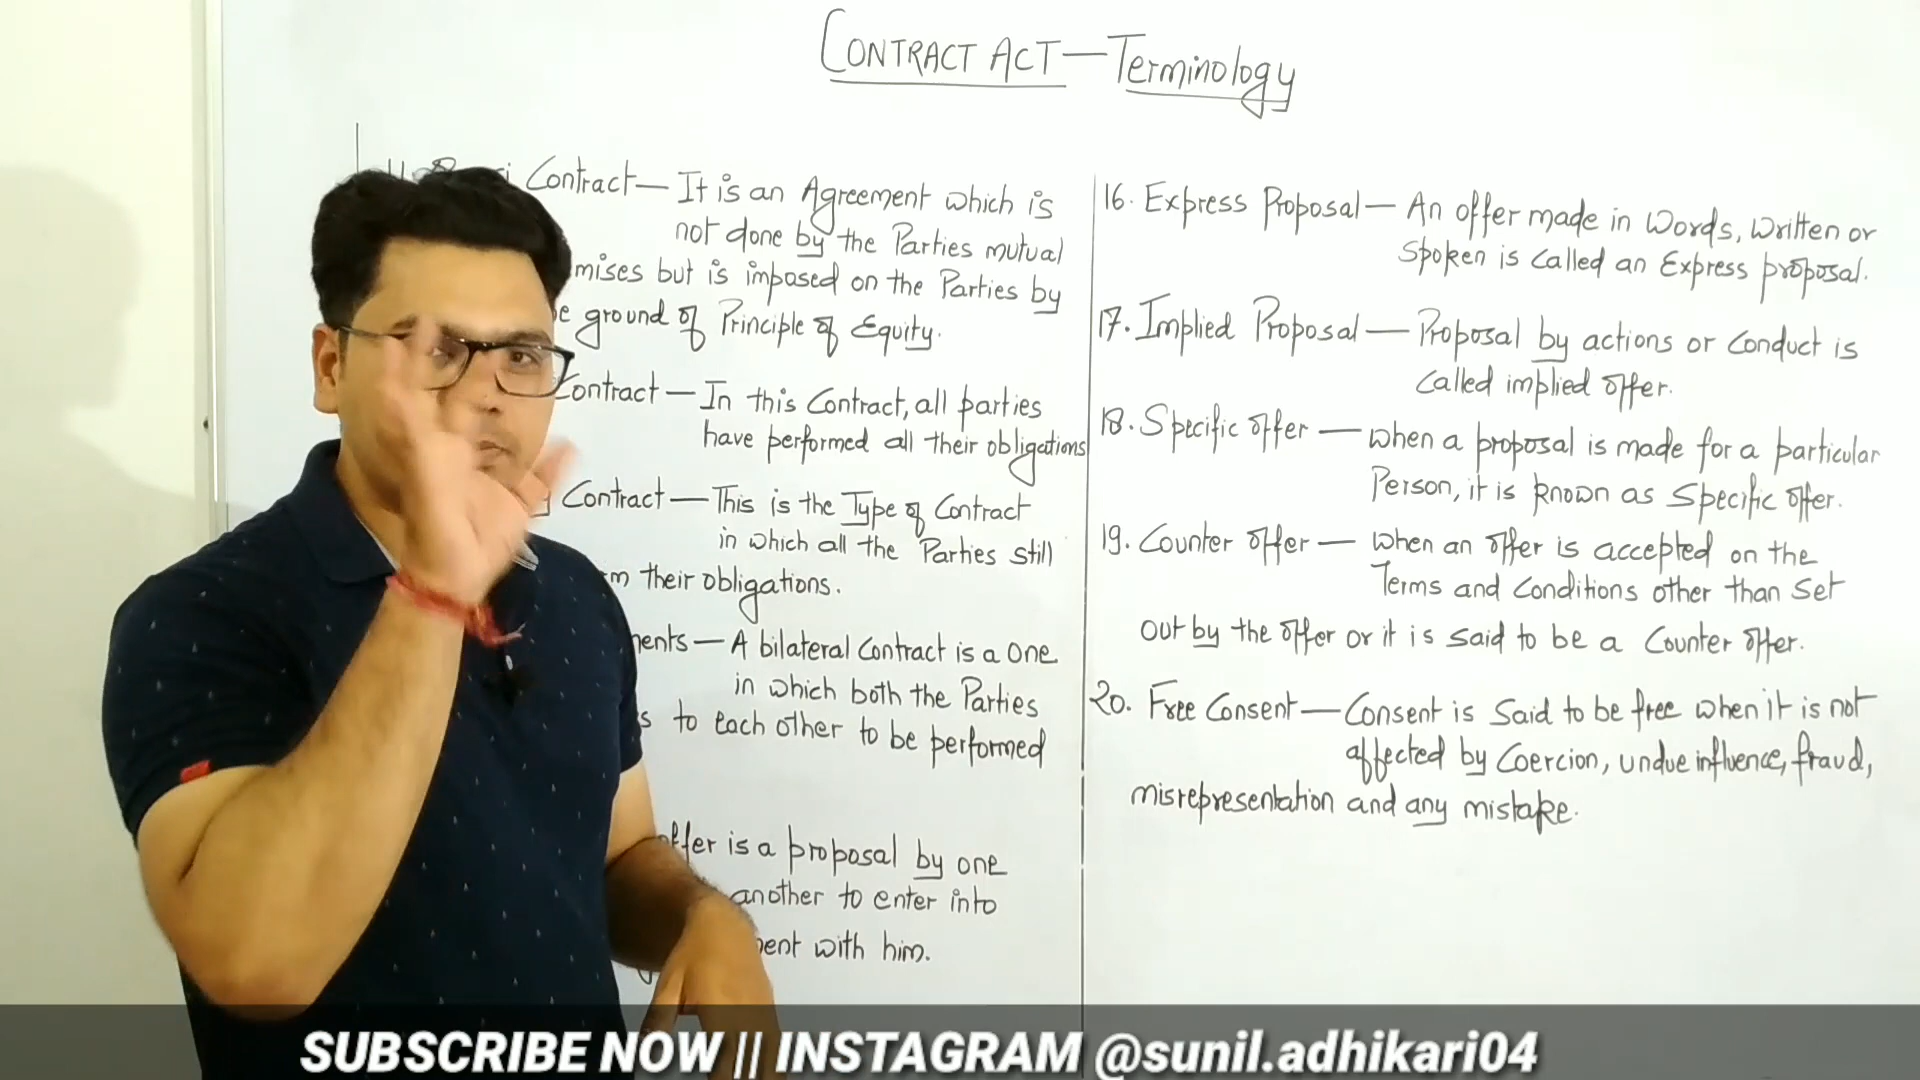 CONTRACT ACT — Terminology
Contract — It is an Agreement which is
not done by the Parties mutual
mises but is imposed on the Parties by
e ground of Principle of Equity.
Contract — In this Contract, all parties
have performed all their obligations
g Contract — This is the Type of Contract
in which all the Parties still
m their obligations.
ments — A bilateral Contract is a one
in which both the Parties
s to each other to be performed
offer is a proposal by one
another to enter into
ment with him.
16. Express Proposal — An offer made in Words, Written or
Spoken is called an Express proposal.
17. Implied Proposal — Proposal by actions or Conduct is
Called implied offer.
18. Specific offer — when a proposal is made for a particular
Person, it is known as Specific offer.
19. Counter offer — when an offer is accepted on the
Terms and Conditions other than Set
out by the offer or it is said to be a Counter offer.
20. Free Consent — Consent is Said to be free when it is not
affected by Coercion, undue influence, fraud,
misrepresentation and any mistake.
SUBSCRIBE NOW || INSTAGRAM @sunil.adhikari04